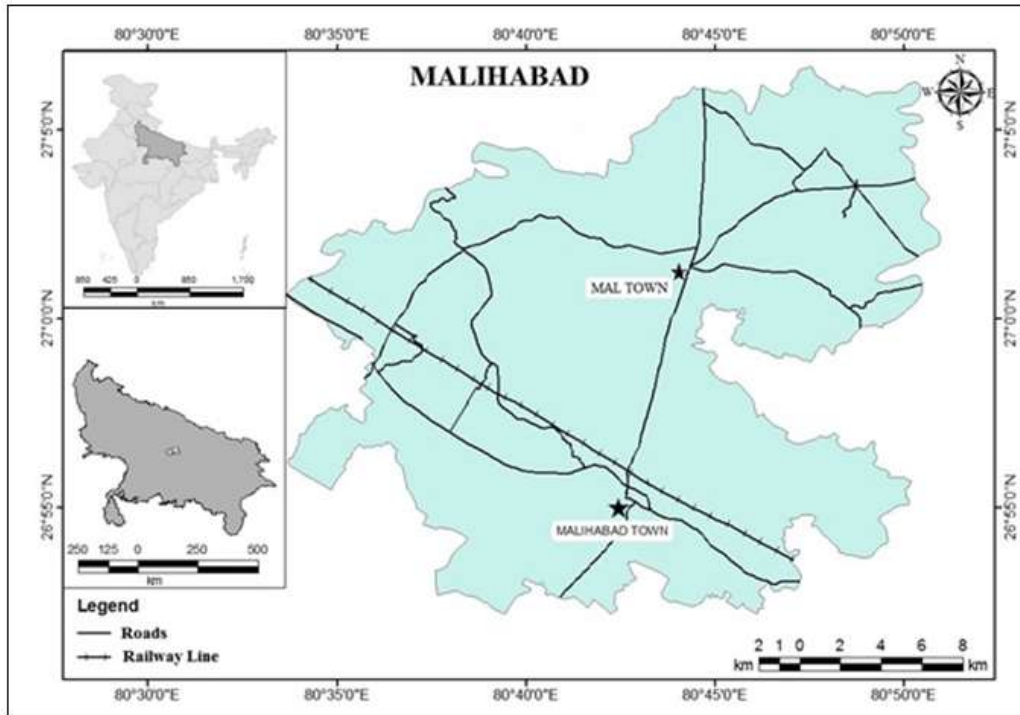 80°30'0"E 80°35'0"E 80°40'0"E 80°45'0"E 80°50'0"E
MALIHABAD
N
W E
S
27°5'0"N 27°5'0"N
850 425 0 850 1,700
km
MAL TOWN
27°0'0"N 27°0'0"N
26°55'0"N 26°55'0"N
MALIHABAD TOWN
250 125 0 250 500
km
Legend
Roads
Railway Line
2 1 0 2 4 6 8
km km
80°30'0"E 80°35'0"E 80°40'0"E 80°45'0"E 80°50'0"E